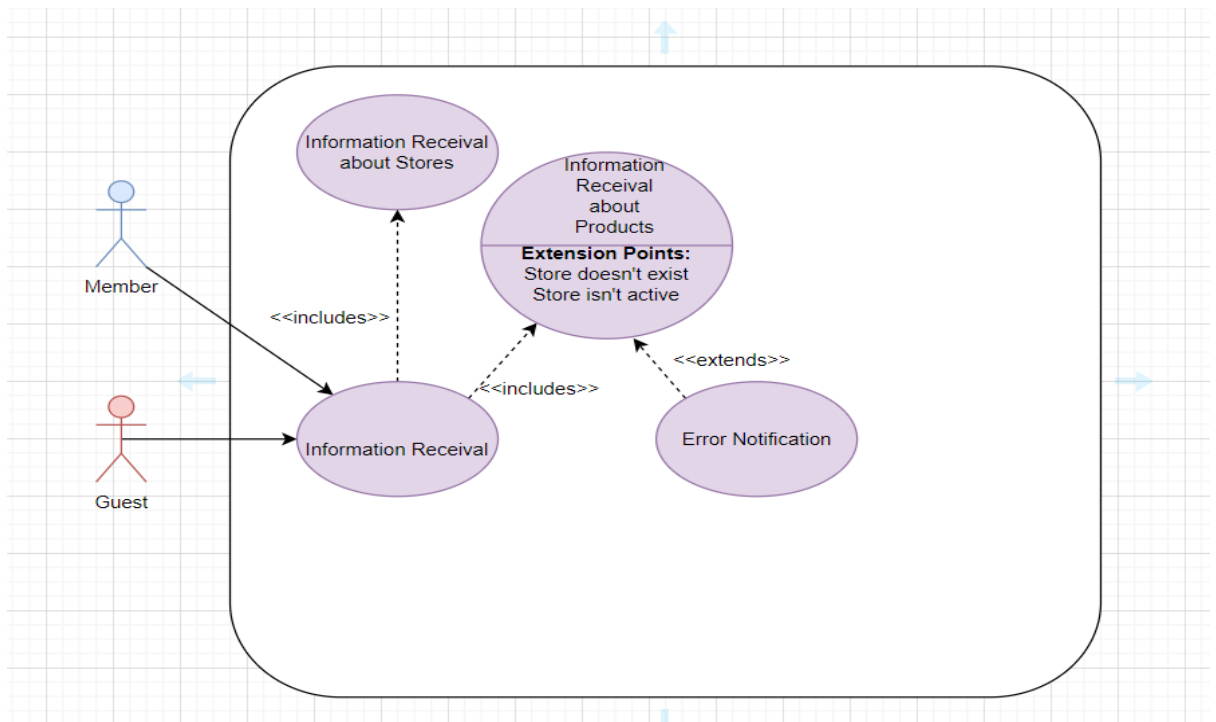 Information Receival
about Stores
Information
Receival
about
Products
Extension Points:
Store doesn't exist
Store isn't active
Member
<<includes>>
<<extends>>
<<includes>>
Information Receival
Error Notification
Guest